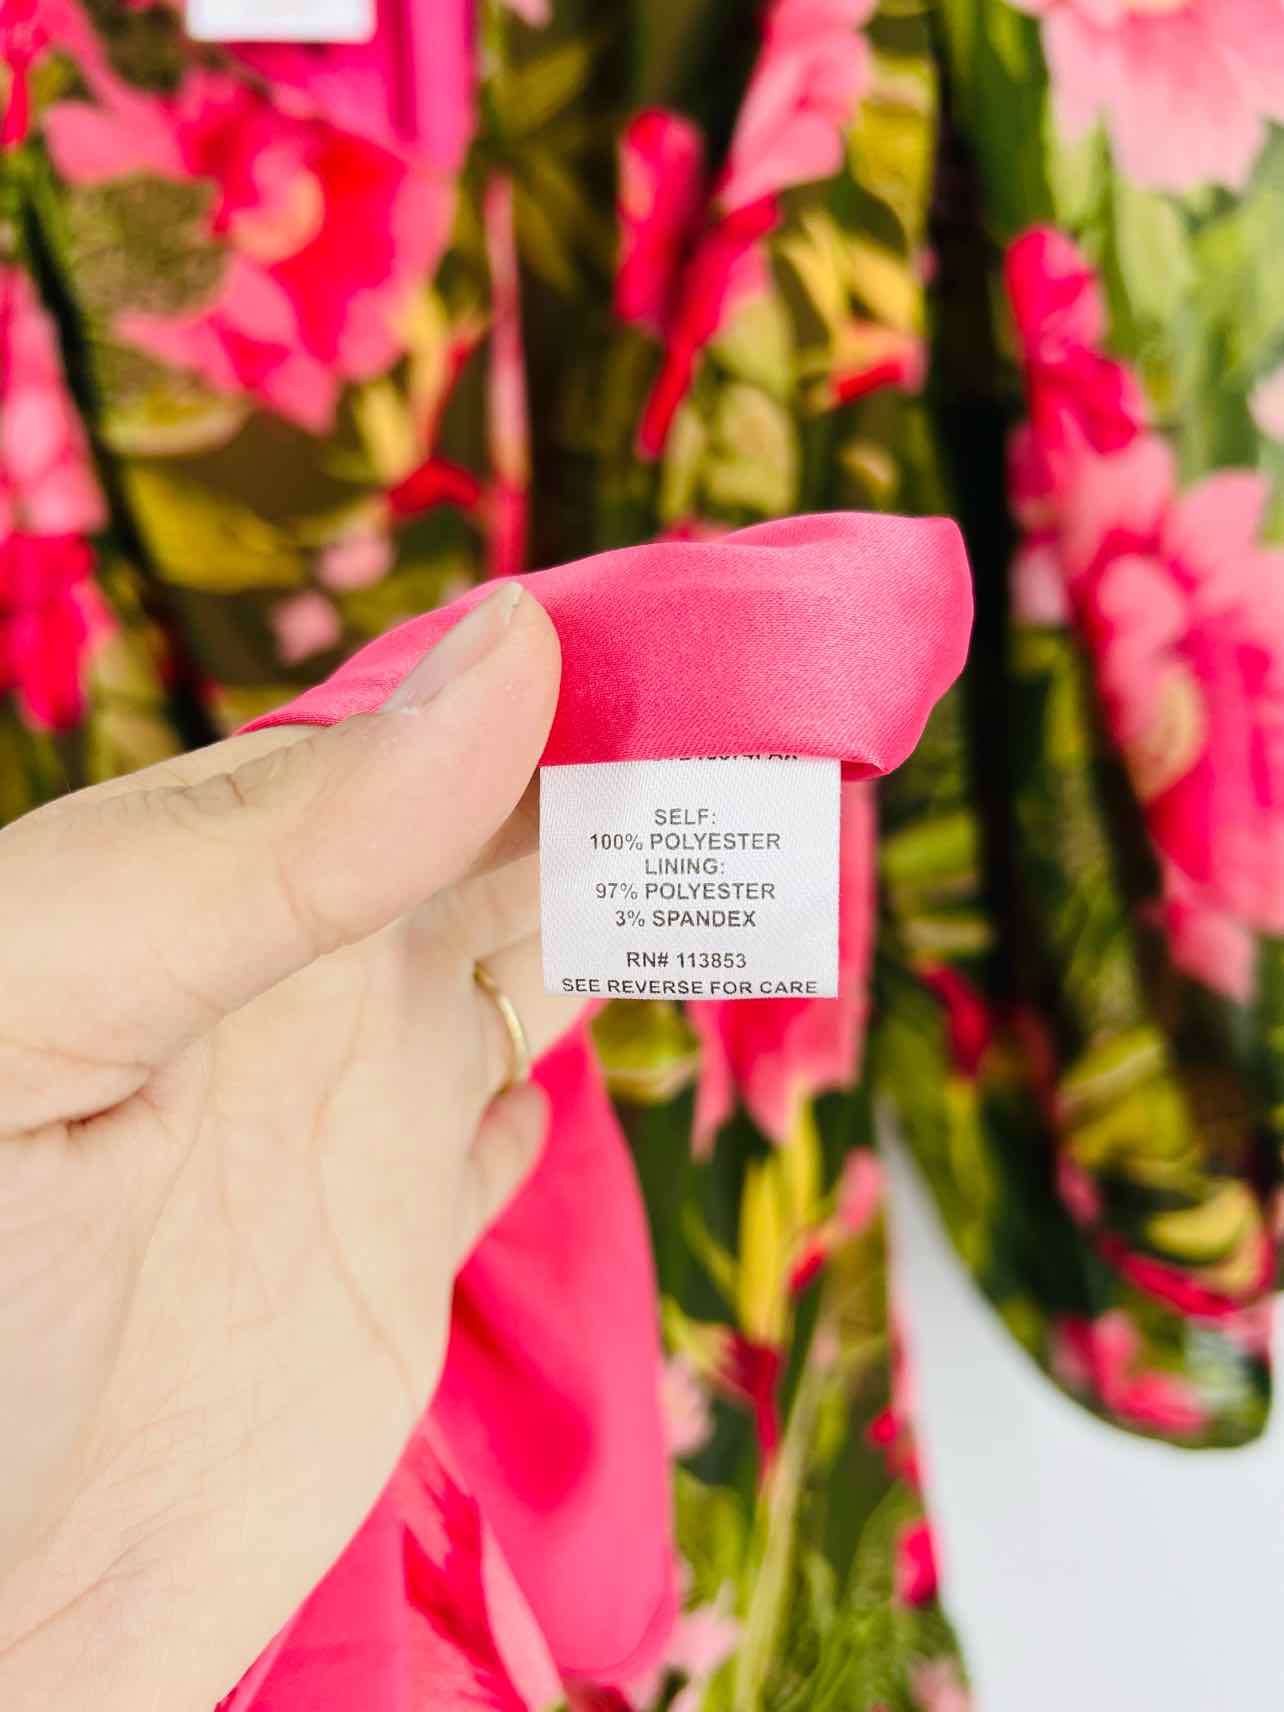 SELF:
100% POLYESTER
LINING:
97% POLYESTER
3% SPANDEX
RN# 113853
SEE REVERSE FOR CARE